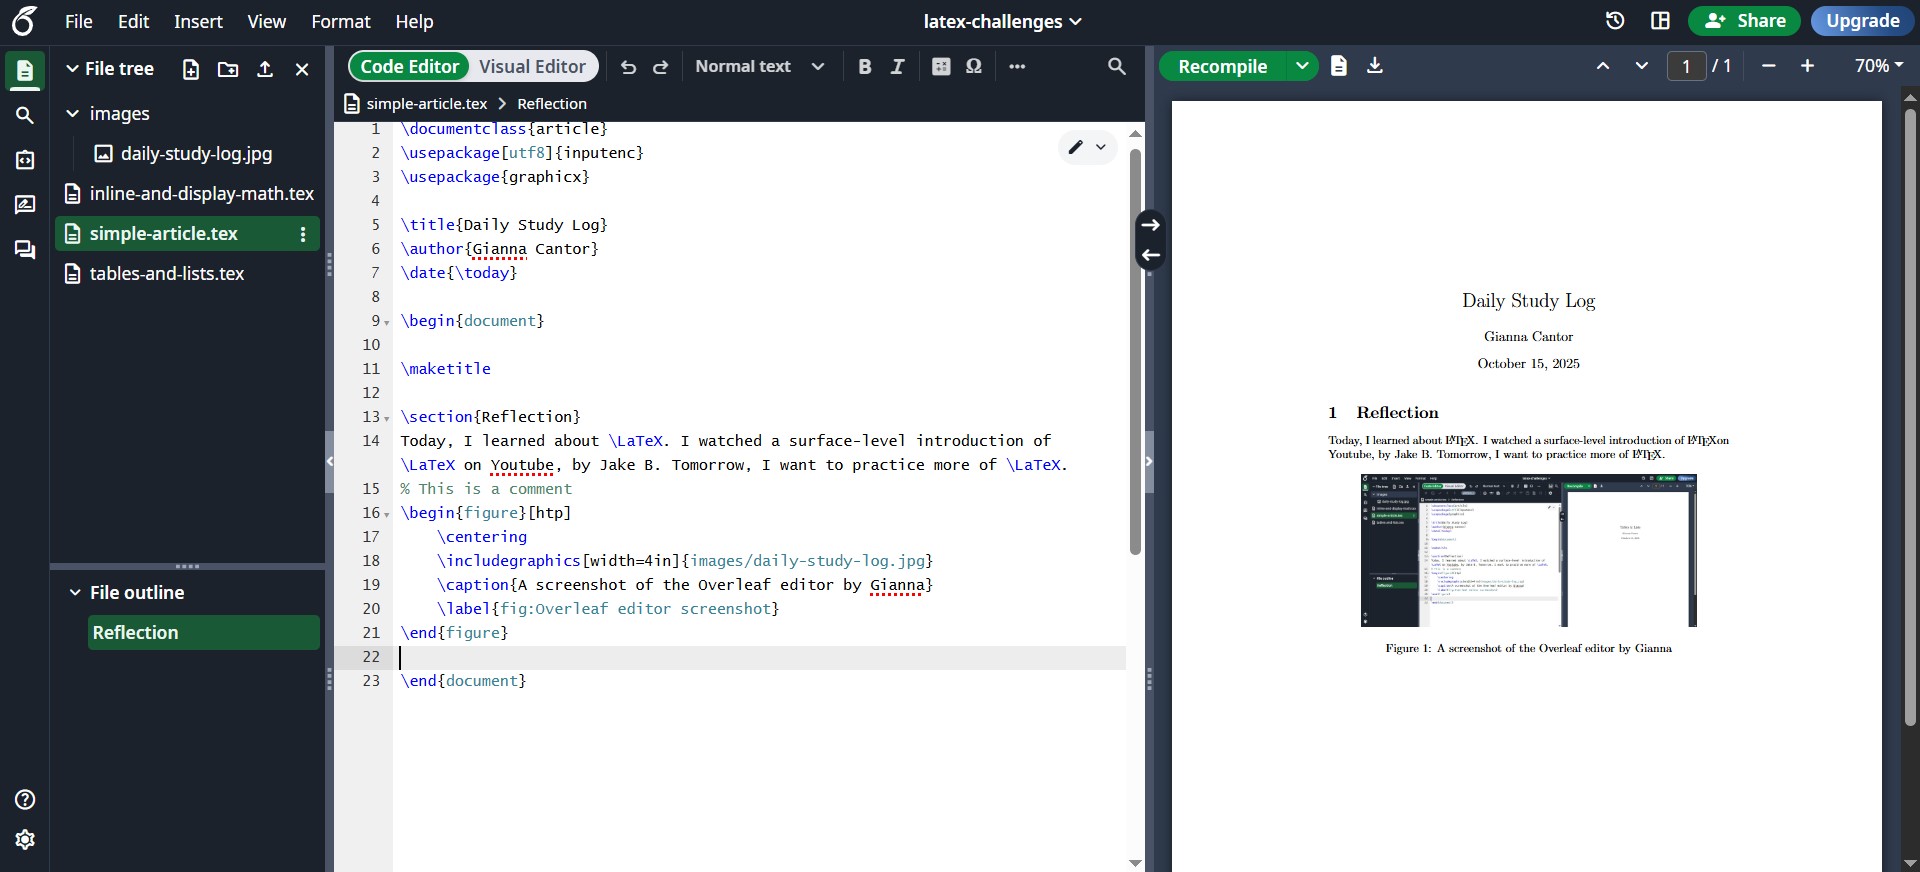 File Edit Insert View Format Help
latex-challenges
Share
Upgrade
File tree
images
daily-study-log.jpg
inline-and-display-math.tex
simple-article.tex
tables-and-lists.tex
File outline
Reflection
Code Editor Visual Editor
Normal text
B I Ω
simple-article.tex > Reflection
1 \documentclass{article}
2 \usepackage[utf8]{inputenc}
3 \usepackage{graphicx}
4
5 \title{Daily Study Log}
6 \author{Gianna Cantor}
7 \date{\today}
8
9 \begin{document}
10
11 \maketitle
12
13 \section{Reflection}
14 Today, I learned about \LaTeX. I watched a surface-level introduction of
\LaTeX on Youtube, by Jake B. Tomorrow, I want to practice more of \LaTeX.
15 % This is a comment
16 \begin{figure}[htp]
17 \centering
18 \includegraphics[width=4in]{images/daily-study-log.jpg}
19 \caption{A screenshot of the Overleaf editor by Gianna}
20 \label{fig:Overleaf editor screenshot}
21 \end{figure}
22
23 \end{document}
Recompile
1 / 1
70%
Daily Study Log
Gianna Cantor
October 15, 2025
1 Reflection
Today, I learned about LATEX. I watched a surface-level introduction of LATEXon
Youtube, by Jake B. Tomorrow, I want to practice more of LATEX.
Figure 1: A screenshot of the Overleaf editor by Gianna